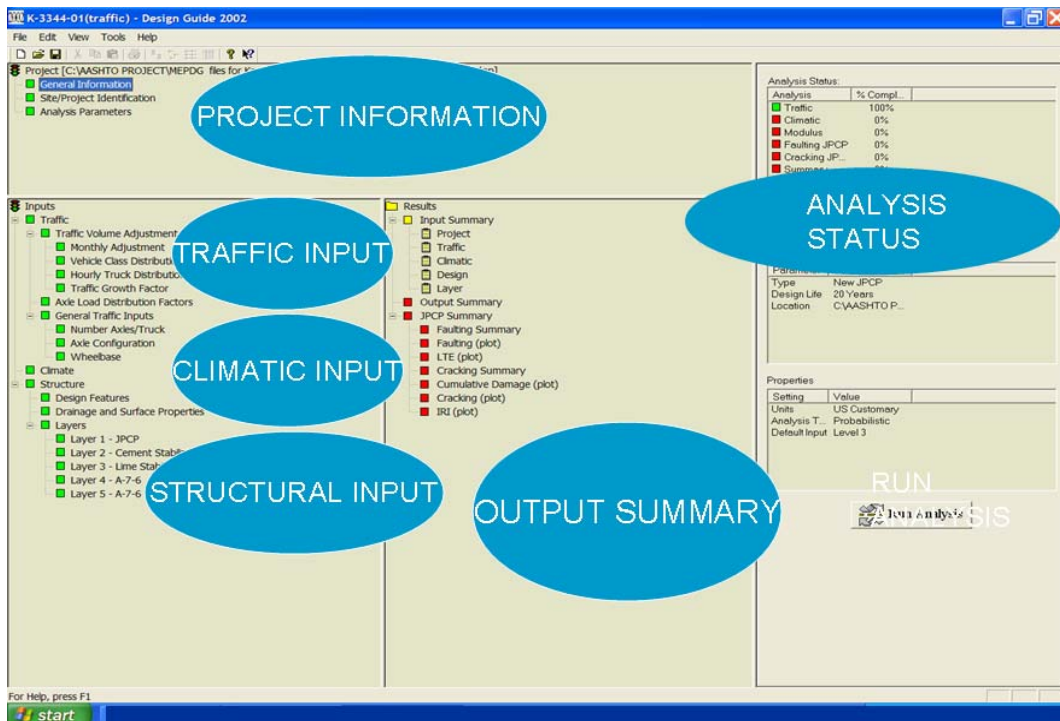 K-3344-01(traffic) - Design Guide 2002
File Edit View Tools Help
Project [C:\AASHTO PROJECT\MEPDG files for
General Information
Site/Project Identification
Analysis Parameters
PROJECT INFORMATION
Inputs
Traffic
Traffic Volume Adjustment
Monthly Adjustment
Vehicle Class
Hourly Truck
Traffic Growth Factor
Axle Load Distribution Factors
General Traffic Inputs
Number Axles/Truck
Axle Configuration
Wheelbase
Climate
Structure
Design Features
Drainage and Surface Properties
Layers
Layer 1 - JPCP
Layer 2 - Cement
Layer 3 - Lime
Layer 4 - A-7-6
Layer 5 - A-7-6
TRAFFIC INPUT
CLIMATIC INPUT
STRUCTURAL INPUT
Results
Input Summary
Project
Traffic
Climatic
Design
Layer
Output Summary
JPCP Summary
Faulting Summary
Faulting (plot)
LTE (plot)
Cracking Summary
Cumulative Damage (plot)
Cracking (plot)
IRI (plot)
OUTPUT SUMMARY
Analysis Status:
Analysis % Compl...
Traffic 100%
Climatic 0%
Modulus 0%
Faulting JPCP 0%
Cracking JP... 0%
ANALYSIS
STATUS
Type New JPCP
Design Life 20 Years
Location C:\AASHTO P...
Properties
Setting Value
Units US Customary
Analysis T... Probabilistic
Default Input Level 3
RUN
ANALYSIS
Run Analysis
For Help, press F1
start